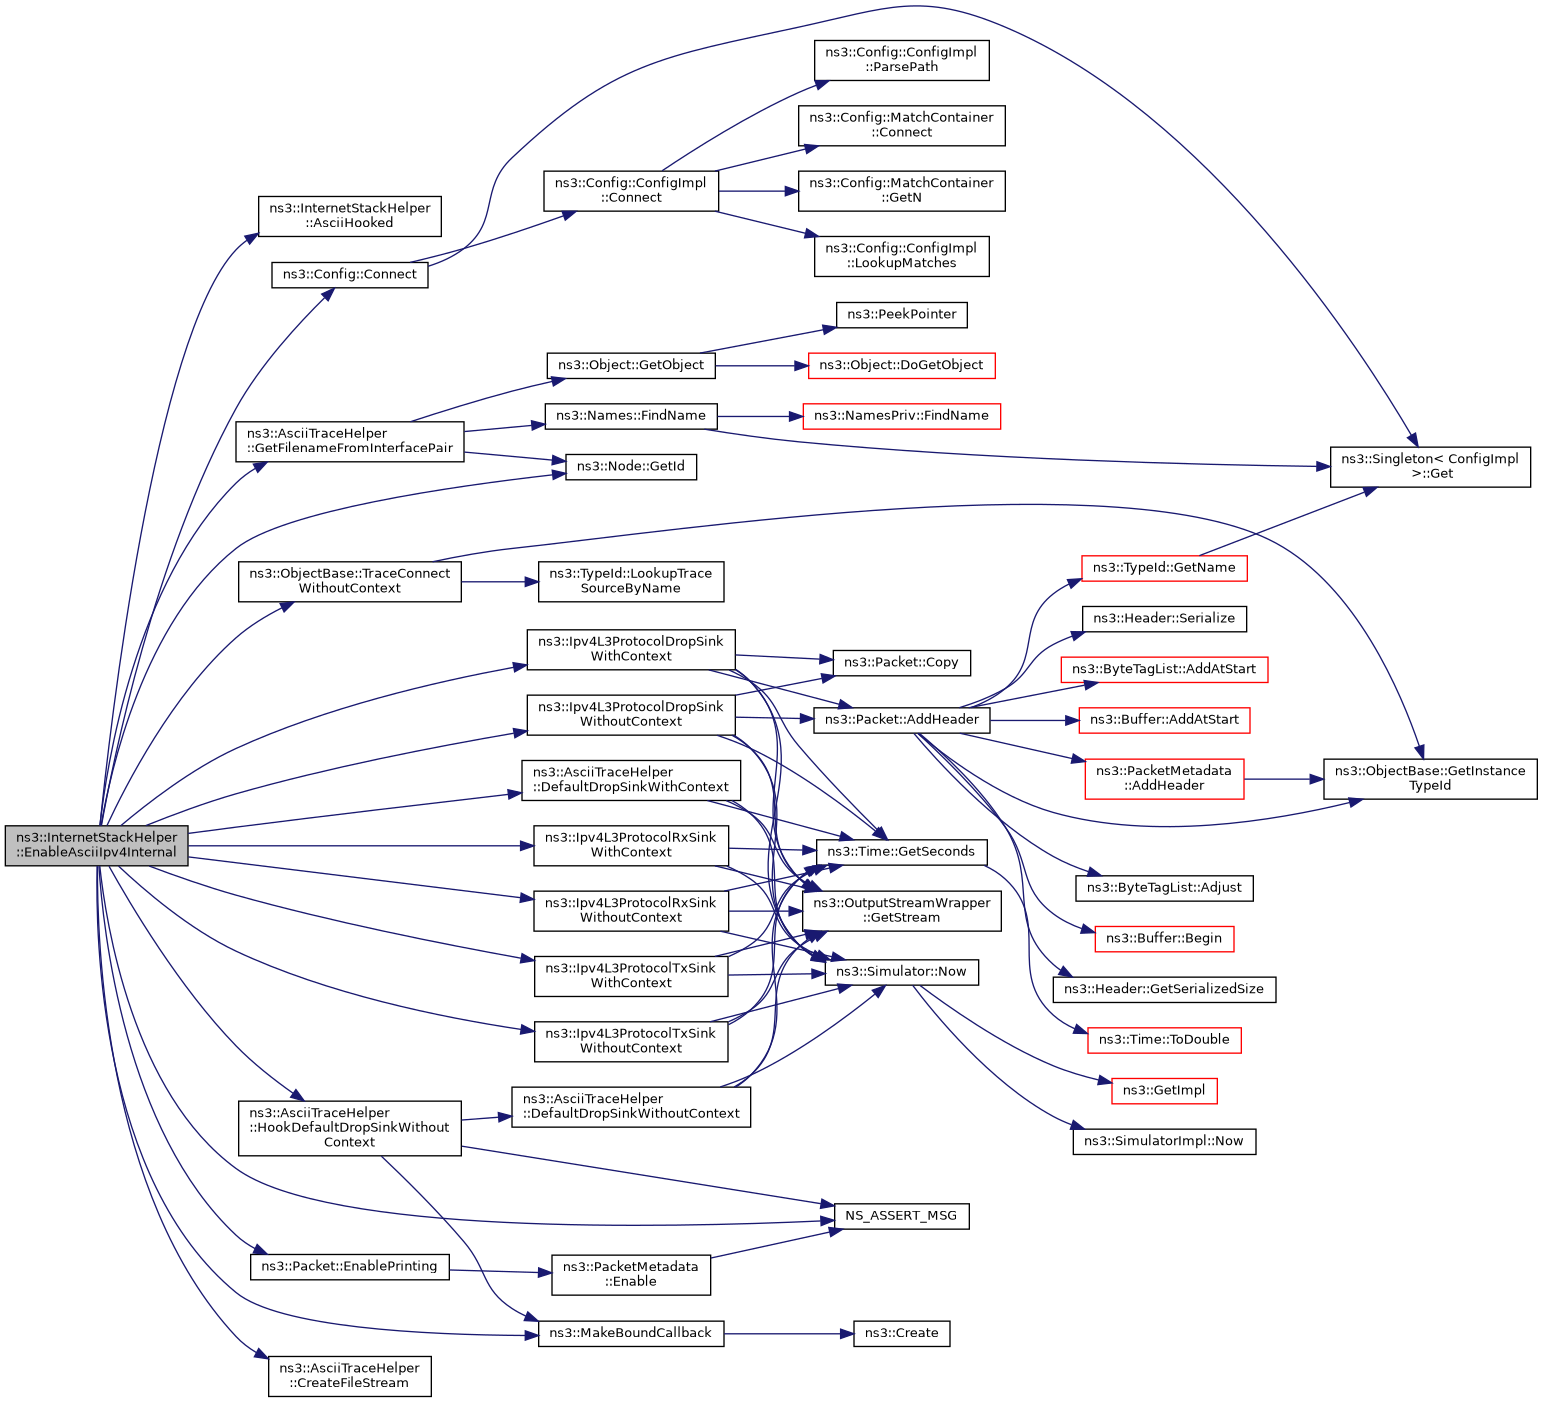 ns3::Config::ConfigImpl
::ParsePath
ns3::Config::MatchContainer
::Connect
ns3::Config::ConfigImpl
::Connect
ns3::Config::MatchContainer
::GetN
ns3::InternetStackHelper
::AsciiHooked
ns3::Config::ConfigImpl
::LookupMatches
ns3::Config::Connect
ns3::PeekPointer
ns3::Object::GetObject
ns3::Object::DoGetObject
ns3::Names::FindName
ns3::NamesPriv::FindName
ns3::AsciiTraceHelper
::GetFilenameFromInterfacePair
ns3::Node::GetId
ns3::Singleton< ConfigImpl
>::Get
ns3::ObjectBase::TraceConnect
WithoutContext
ns3::TypeId::LookupTrace
SourceByName
ns3::TypeId::GetName
ns3::Header::Serialize
ns3::Ipv4L3ProtocolDropSink
WithContext
ns3::Packet::Copy
ns3::ByteTagList::AddAtStart
ns3::Ipv4L3ProtocolDropSink
WithoutContext
ns3::Packet::AddHeader
ns3::Buffer::AddAtStart
ns3::AsciiTraceHelper
::DefaultDropSinkWithContext
ns3::PacketMetadata
::AddHeader
ns3::ObjectBase::GetInstance
TypeId
ns3::InternetStackHelper
::EnableAsciiIpv4Internal
ns3::Ipv4L3ProtocolRxSink
WithContext
ns3::Time::GetSeconds
ns3::ByteTagList::Adjust
ns3::Ipv4L3ProtocolRxSink
WithoutContext
ns3::OutputStreamWrapper
::GetStream
ns3::Buffer::Begin
ns3::Ipv4L3ProtocolTxSink
WithContext
ns3::Simulator::Now
ns3::Header::GetSerializedSize
ns3::Ipv4L3ProtocolTxSink
WithoutContext
ns3::Time::ToDouble
ns3::GetImpl
ns3::AsciiTraceHelper
::HookDefaultDropSinkWithout
Context
ns3::AsciiTraceHelper
::DefaultDropSinkWithoutContext
ns3::SimulatorImpl::Now
NS_ASSERT_MSG
ns3::Packet::EnablePrinting
ns3::PacketMetadata
::Enable
ns3::MakeBoundCallback
ns3::Create
ns3::AsciiTraceHelper
::CreateFileStream